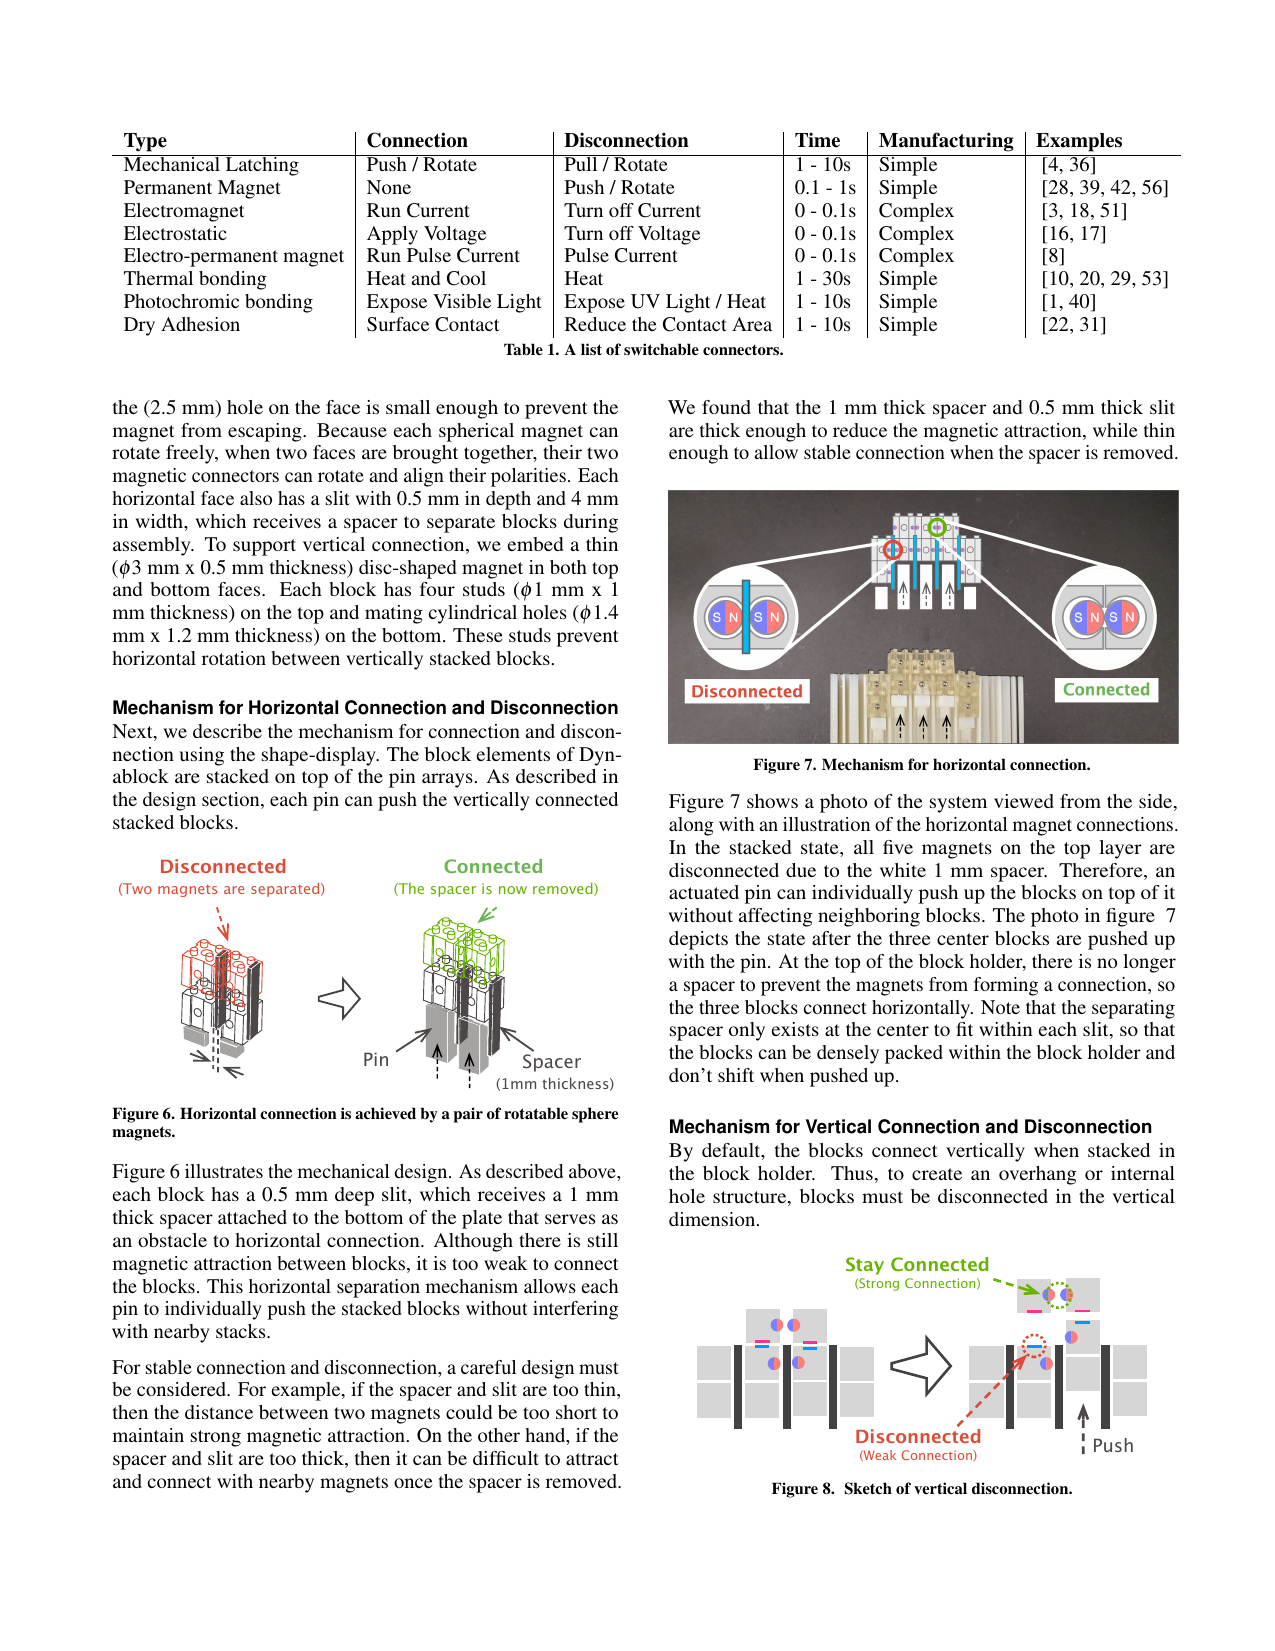 Type Connection Disconnection Time Manufacturing Examples
Mechanical Latching Push / Rotate Pull / Rotate 1 - 10s Simple [4, 36]
Permanent Magnet None Push / Rotate 0.1 - 1s Simple [28, 39, 42, 56]
Electromagnet Run Current Turn off Current 0 - 0.1s Complex [3, 18, 51]
Electrostatic Apply Voltage Turn off Voltage 0 - 0.1s Complex [16, 17]
Electro-permanent magnet Run Pulse Current Pulse Current 0 - 0.1s Complex [8]
Thermal bonding Heat and Cool Heat 1 - 30s Simple [10, 20, 29, 53]
Photochromic bonding Expose Visible Light Expose UV Light / Heat 1 - 10s Simple [1, 40]
Dry Adhesion Surface Contact Reduce the Contact Area 1 - 10s Simple [22, 31]
Table 1. A list of switchable connectors.
the (2.5 mm) hole on the face is small enough to prevent the
magnet from escaping. Because each spherical magnet can
rotate freely, when two faces are brought together, their two
magnetic connectors can rotate and align their polarities. Each
horizontal face also has a slit with 0.5 mm in depth and 4 mm
in width, which receives a spacer to separate blocks during
assembly. To support vertical connection, we embed a thin
(ϕ3 mm x 0.5 mm thickness) disc-shaped magnet in both top
and bottom faces. Each block has four studs (ϕ1 mm x 1
mm thickness) on the top and mating cylindrical holes (ϕ1.4
mm x 1.2 mm thickness) on the bottom. These studs prevent
horizontal rotation between vertically stacked blocks.
Mechanism for Horizontal Connection and Disconnection
Next, we describe the mechanism for connection and discon-
nection using the shape-display. The block elements of Dyn-
ablock are stacked on top of the pin arrays. As described in
the design section, each pin can push the vertically connected
stacked blocks.
Disconnected
(Two magnets are separated)
Connected
(The spacer is now removed)
Pin
Spacer
(1mm thickness)
Figure 6. Horizontal connection is achieved by a pair of rotatable sphere
magnets.
Figure 6 illustrates the mechanical design. As described above,
each block has a 0.5 mm deep slit, which receives a 1 mm
thick spacer attached to the bottom of the plate that serves as
an obstacle to horizontal connection. Although there is still
magnetic attraction between blocks, it is too weak to connect
the blocks. This horizontal separation mechanism allows each
pin to individually push the stacked blocks without interfering
with nearby stacks.
For stable connection and disconnection, a careful design must
be considered. For example, if the spacer and slit are too thin,
then the distance between two magnets could be too short to
maintain strong magnetic attraction. On the other hand, if the
spacer and slit are too thick, then it can be difficult to attract
and connect with nearby magnets once the spacer is removed.
We found that the 1 mm thick spacer and 0.5 mm thick slit
are thick enough to reduce the magnetic attraction, while thin
enough to allow stable connection when the spacer is removed.
S N S N
S N S N
Disconnected
Connected
Figure 7. Mechanism for horizontal connection.
Figure 7 shows a photo of the system viewed from the side,
along with an illustration of the horizontal magnet connections.
In the stacked state, all five magnets on the top layer are
disconnected due to the white 1 mm spacer. Therefore, an
actuated pin can individually push up the blocks on top of it
without affecting neighboring blocks. The photo in figure 7
depicts the state after the three center blocks are pushed up
with the pin. At the top of the block holder, there is no longer
a spacer to prevent the magnets from forming a connection, so
the three blocks connect horizontally. Note that the separating
spacer only exists at the center to fit within each slit, so that
the blocks can be densely packed within the block holder and
don't shift when pushed up.
Mechanism for Vertical Connection and Disconnection
By default, the blocks connect vertically when stacked in
the block holder. Thus, to create an overhang or internal
hole structure, blocks must be disconnected in the vertical
dimension.
Stay Connected
(Strong Connection)
Disconnected
(Weak Connection)
Push
Figure 8. Sketch of vertical disconnection.